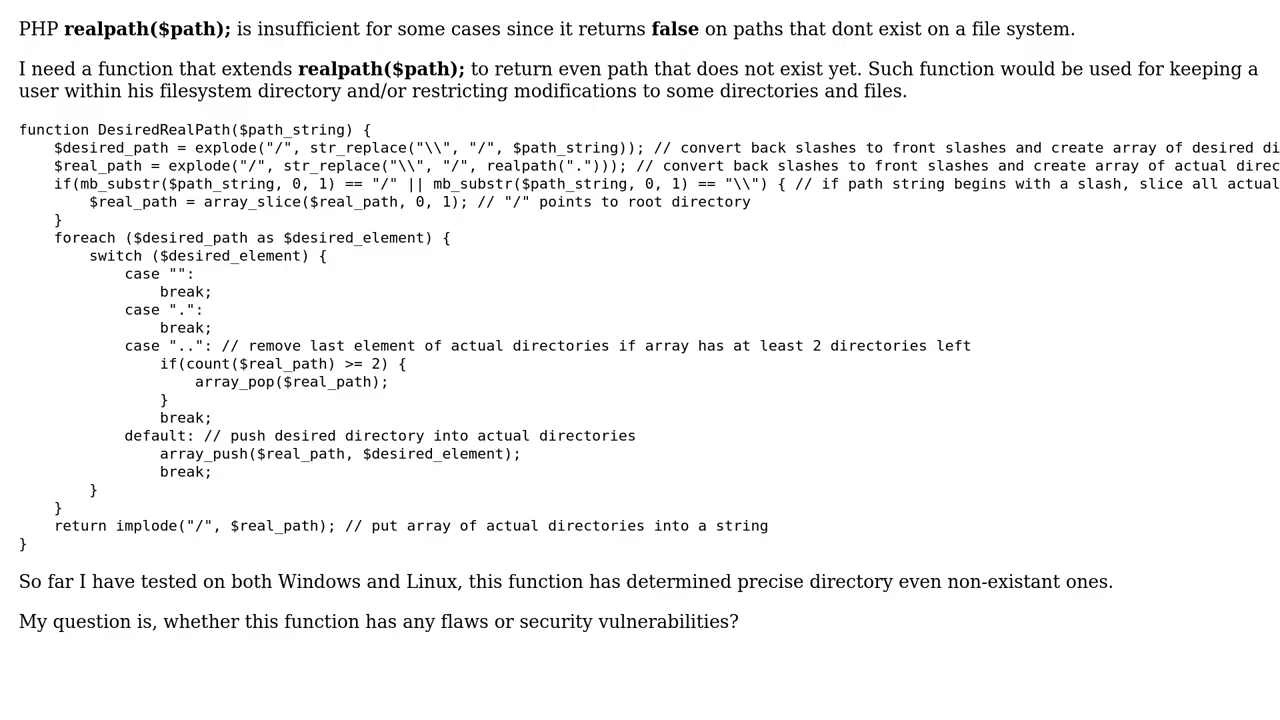 PHP realpath($path); is insufficient for some cases since it returns false on paths that dont exist on a file system.
I need a function that extends realpath($path); to return even path that does not exist yet. Such function would be used for keeping a
user within his filesystem directory and/or restricting modifications to some directories and files.
function DesiredRealPath($path_string) {
    $desired_path = explode("/", str_replace("\\", "/", $path_string)); // convert back slashes to front slashes and create array of desired
    $real_path = explode("/", str_replace("\\", "/", realpath("."))); // convert back slashes to front slashes and create array of actual
    if(mb_substr($path_string, 0, 1) == "/" || mb_substr($path_string, 0, 1) == "\\") { // if path string begins with a slash, slice all actual
        $real_path = array_slice($real_path, 0, 1); // "/" points to root directory
    }
    foreach ($desired_path as $desired_element) {
        switch ($desired_element) {
            case "":
                break;
            case ".":
                break;
            case "..": // remove last element of actual directories if array has at least 2 directories left
                if(count($real_path) >= 2) {
                    array_pop($real_path);
                }
                break;
            default: // push desired directory into actual directories
                array_push($real_path, $desired_element);
                break;
        }
    }
    return implode("/", $real_path); // put array of actual directories into a string
}
So far I have tested on both Windows and Linux, this function has determined precise directory even non-existant ones.
My question is, whether this function has any flaws or security vulnerabilities?